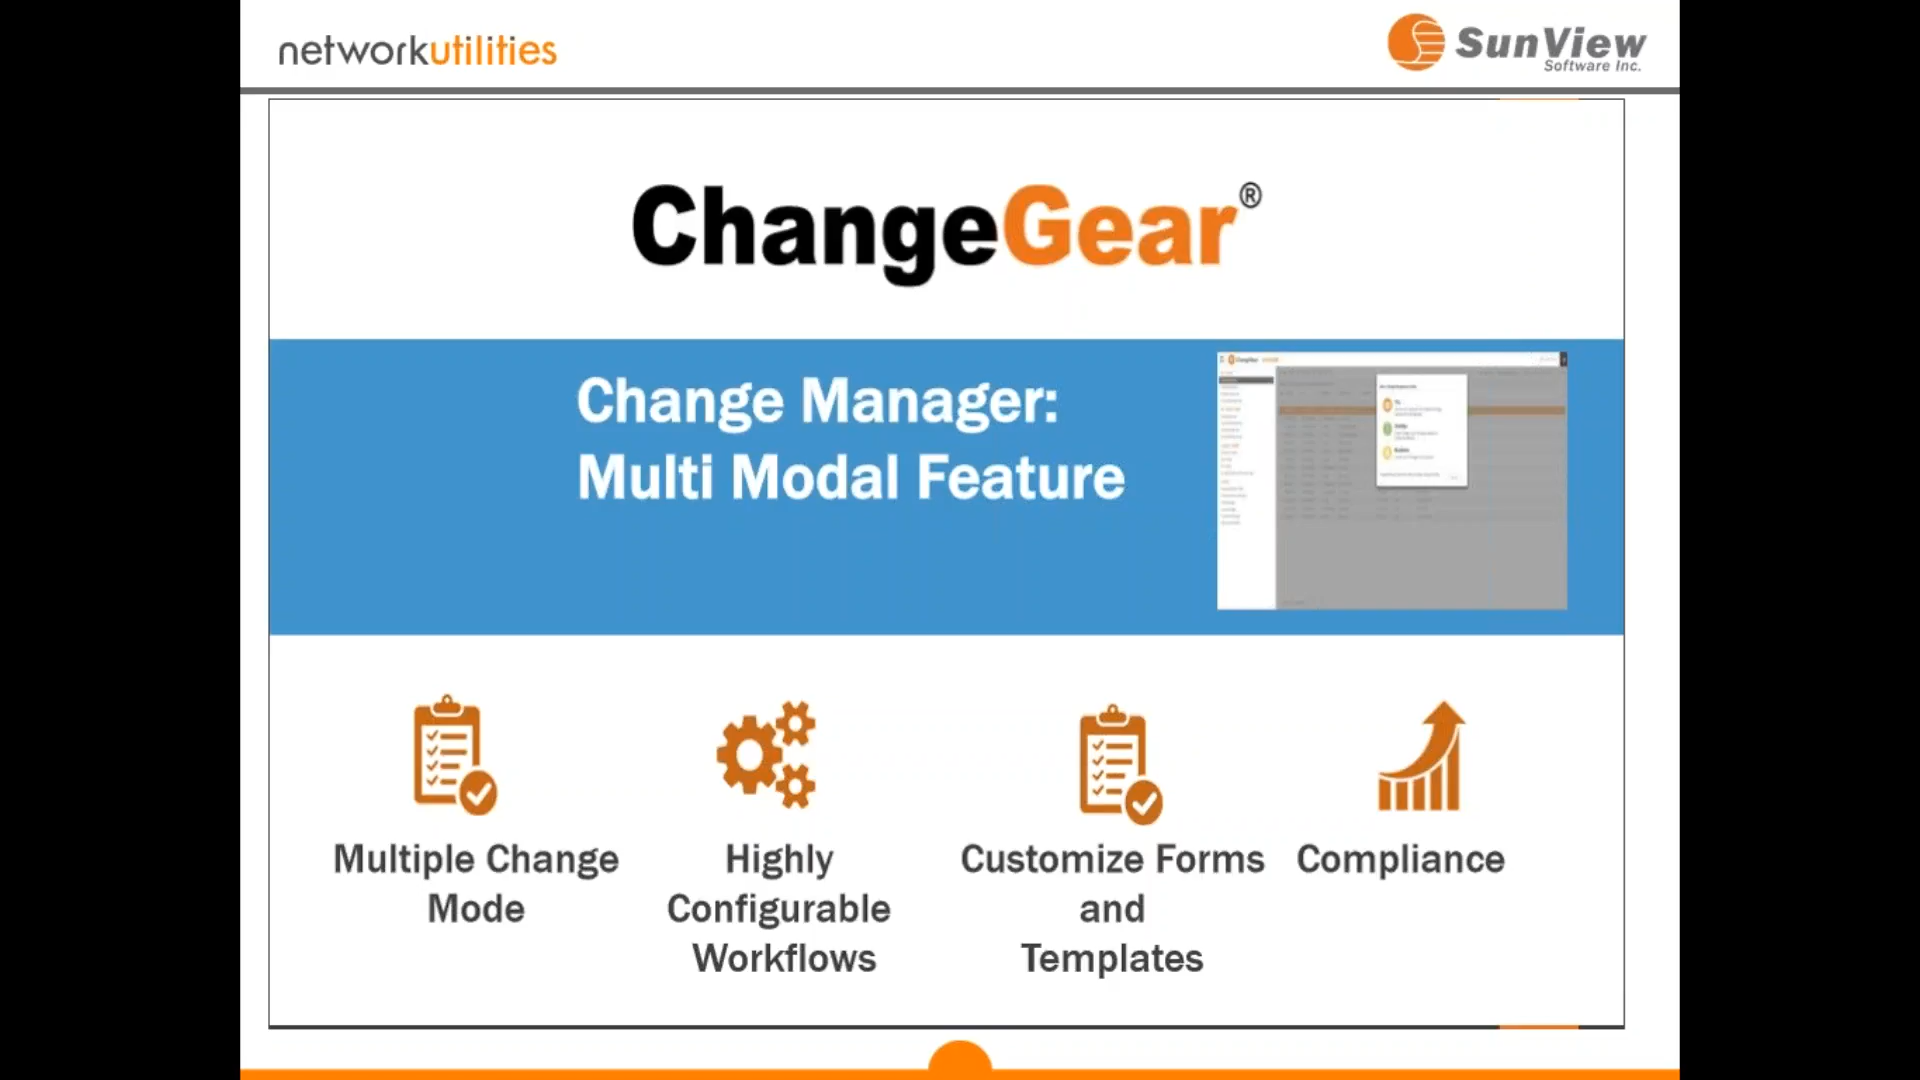 networkutilities
SunView
Software Inc.
ChangeGear®
Change Manager:
Multi Modal Feature
Multiple Change
Mode
Highly
Configurable
Workflows
Customize Forms
and
Templates
Compliance